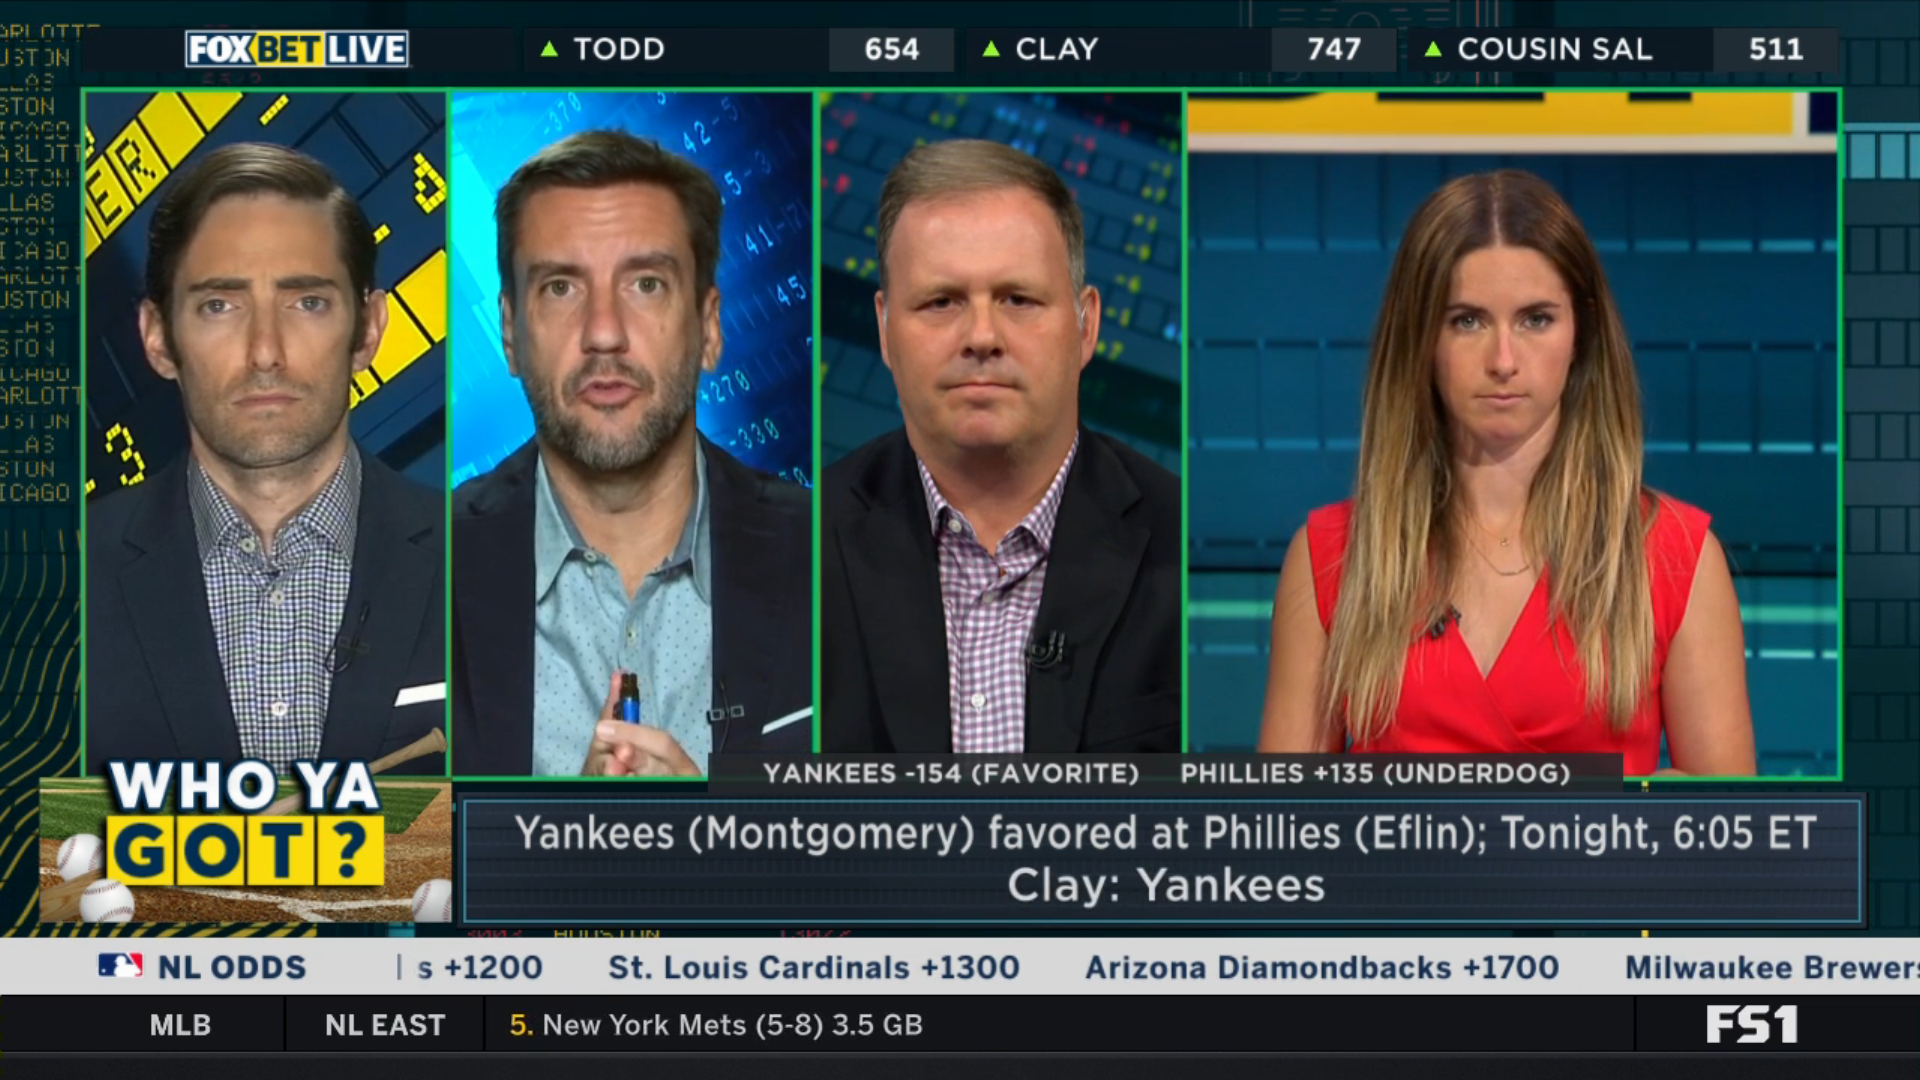 FOX BET LIVE
TODD 654
CLAY 747
COUSIN SAL 511
YANKEES -154 (FAVORITE) PHILLIES +135 (UNDERDOG)
WHO YA
GOT?
Yankees (Montgomery) favored at Phillies (Eflin); Tonight, 6:05 ET
Clay: Yankees
NL ODDS s +1200 St. Louis Cardinals +1300 Arizona Diamondbacks +1700 Milwaukee Brewers
MLB NL EAST 5. New York Mets (5-8) 3.5 GB FS1